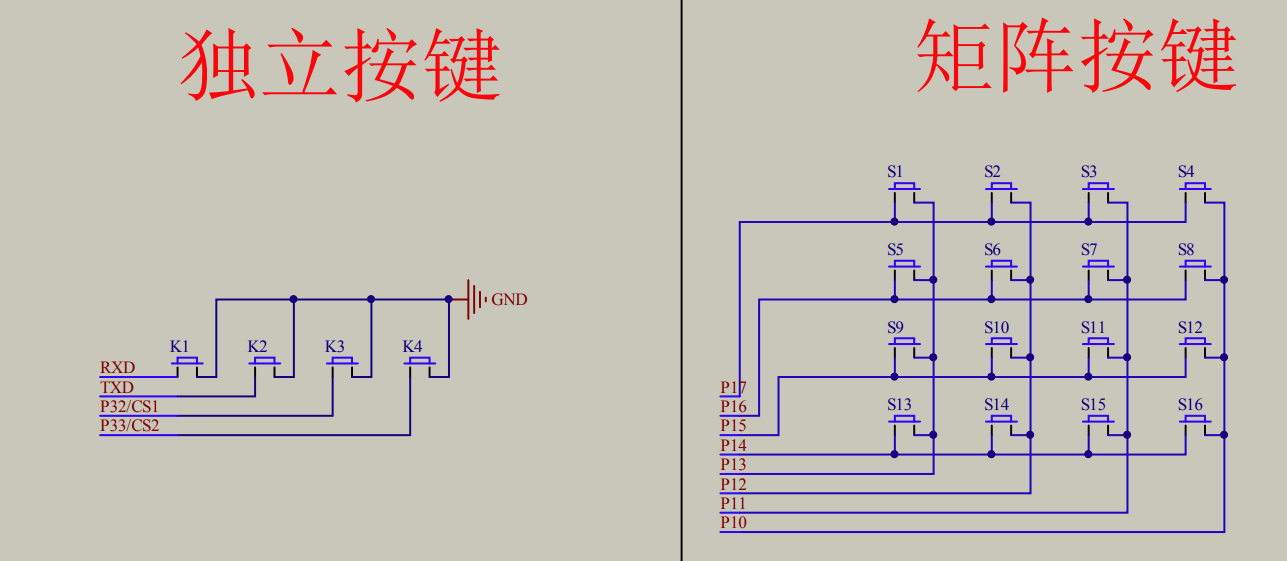 独立按键
K1 K2 K3 K4
GND
RXD
TXD
P32/CS1
P33/CS2
矩阵按键
S1 S2 S3 S4
S5 S6 S7 S8
S9 S10 S11 S12
S13 S14 S15 S16
P17
P16
P15
P14
P13
P12
P11
P10